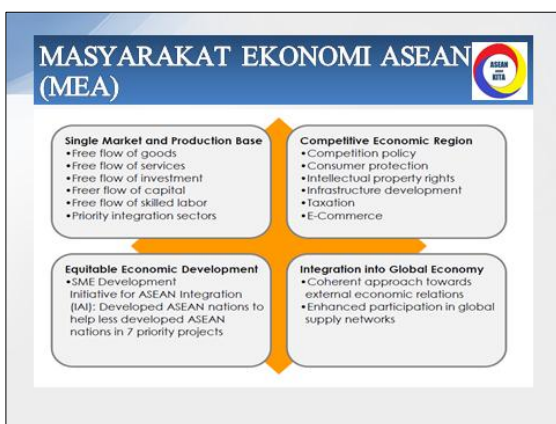 MASYARAKAT EKONOMI ASEAN
(MEA)
ASEAN
KITA
Single Market and Production Base
•Free flow of goods
•Free flow of services
•Free flow of investment
•Freer flow of capital
•Free flow of skilled labor
•Priority integration sectors
Competitive Economic Region
•Competition policy
•Consumer protection
•Intellectual property rights
•Infrastructure development
•Taxation
•E-Commerce
Equitable Economic Development
•SME Development
Initiative for ASEAN Integration
(IAI): Developed ASEAN nations to
help less developed ASEAN
nations in 7 priority projects
Integration into Global Economy
•Coherent approach towards
external economic relations
•Enhanced participation in global
supply networks